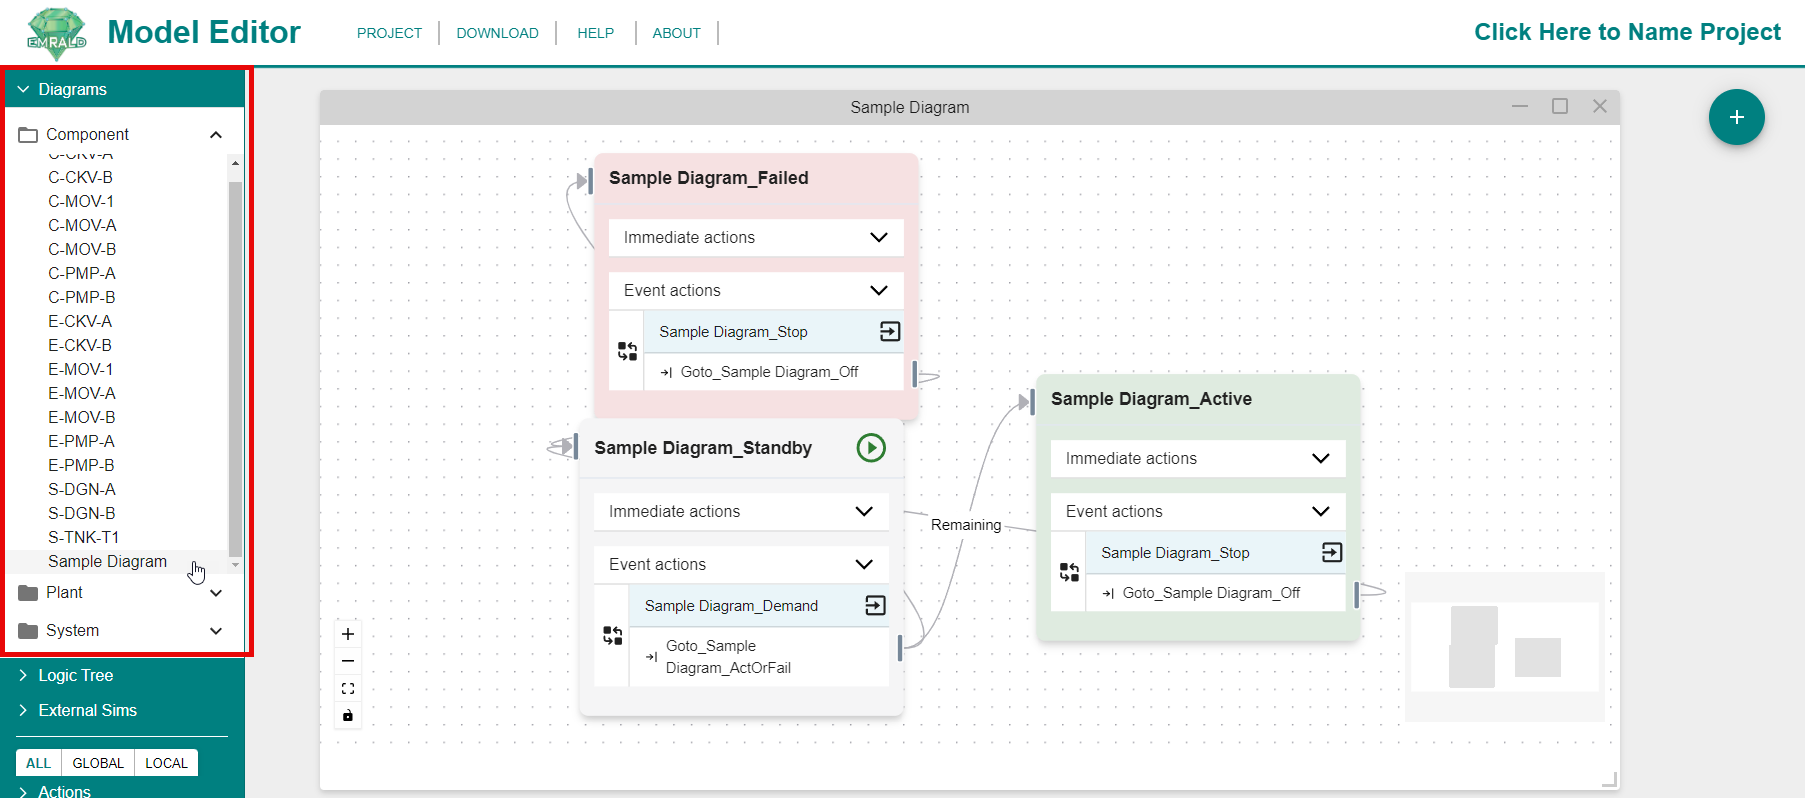 EMRALD
Model Editor
PROJECT
DOWNLOAD
HELP
ABOUT
Click Here to Name Project
Diagrams
Component
C-CKV-A
C-CKV-B
C-MOV-1
C-MOV-A
C-MOV-B
C-PMP-A
C-PMP-B
E-CKV-A
E-CKV-B
E-MOV-1
E-MOV-A
E-MOV-B
E-PMP-A
E-PMP-B
S-DGN-A
S-DGN-B
S-TNK-T1
Sample Diagram
Plant
System
Logic Tree
External Sims
ALL
GLOBAL
LOCAL
Actions
Sample Diagram
Sample Diagram_Failed
Immediate actions
Event actions
Sample Diagram_Stop
Goto_Sample Diagram_Off
Sample Diagram_Standby
Immediate actions
Event actions
Sample Diagram_Demand
Goto_Sample
Diagram_ActOrFail
Remaining
Sample Diagram_Active
Immediate actions
Event actions
Sample Diagram_Stop
Goto_Sample Diagram_Off